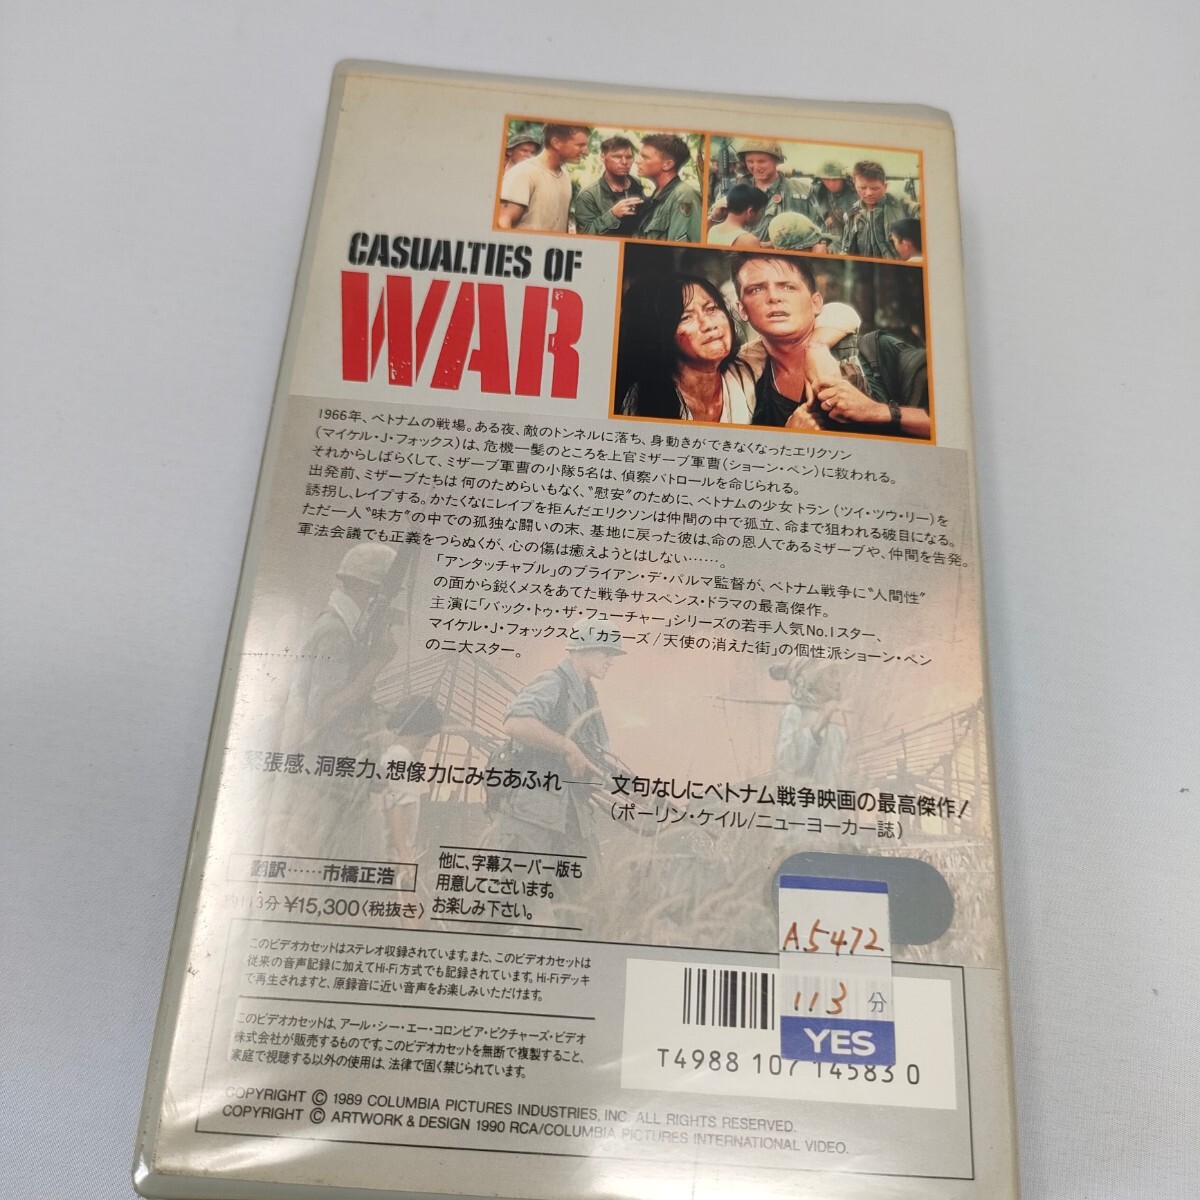 CASUALTIES OF
WAR
1966年、ベトナムの戦場。ある夜、敵のトンネルに落ち、身動きができなくなったエリクソン
(マイケル・J・フォックス)は、危機一髪のところを上官ミザーブ軍曹(ショーン・ペン)に救われる。
それからしばらくして、ミザーブ軍曹の小隊5名は、偵察パトロールを命じられる。
出発前、ミザーブたちは何のためらいもなく、“慰安”のために、ベトナムの少女トラン(ツイ・ツウ・リー)を
誘拐し、レイプする。かたくなにレイプを拒んだエリクソンは仲間の中で孤立、命まで狙われる破目になる。
ただ一人“味方”の中での孤独な闘いの末、基地に戻った彼は、命の恩人であるミザーブや、仲間を告発。
軍法会議でも正義をつらぬくが、心の傷は癒えようとはしない……。
「アンタッチャブル」のブライアン・デ・パルマ監督が、ベトナム戦争に“人間性”
の面から鋭くメスをあてた戦争サスペンス・ドラマの最高傑作。
主演に「バック・トゥ・ザ・フューチャー」シリーズの若手人気No.1スター、
マイケル・J・フォックスと、「カラーズ/天使の消えた街」の個性派ショーン・ペン
の二大スター。
緊張感、洞察力、想像力にみちあふれ——文句なしにベトナム戦争映画の最高傑作!
(ポーリン・ケイル/ニューヨーカー誌)
翻訳……市橋正浩
約113分 ¥15,300〈税抜き〉
他に、字幕スーパー版も
用意してございます。
お楽しみ下さい。
このビデオカセットはステレオ収録されています。また、このビデオカセットは
従来の音声記録に加えてHi-Fi方式でも記録されています。Hi-Fiデッキ
で再生されますと、原録音に近い音声をお楽しみいただけます。
このビデオカセットは、アール・シー・エー・コロンビア・ピクチャーズ・ビデオ
株式会社が販売するものです。このビデオカセットを無断で複製すること、
家庭で視聴する以外の使用は、法律で固く禁じられています。
A5472
113分
YES
T4988 107 14583 0
COPYRIGHT © 1989 COLUMBIA PICTURES INDUSTRIES, INC. ALL RIGHTS RESERVED.
COPYRIGHT © ARTWORK & DESIGN 1990 RCA/COLUMBIA PICTURES INTERNATIONAL VIDEO.